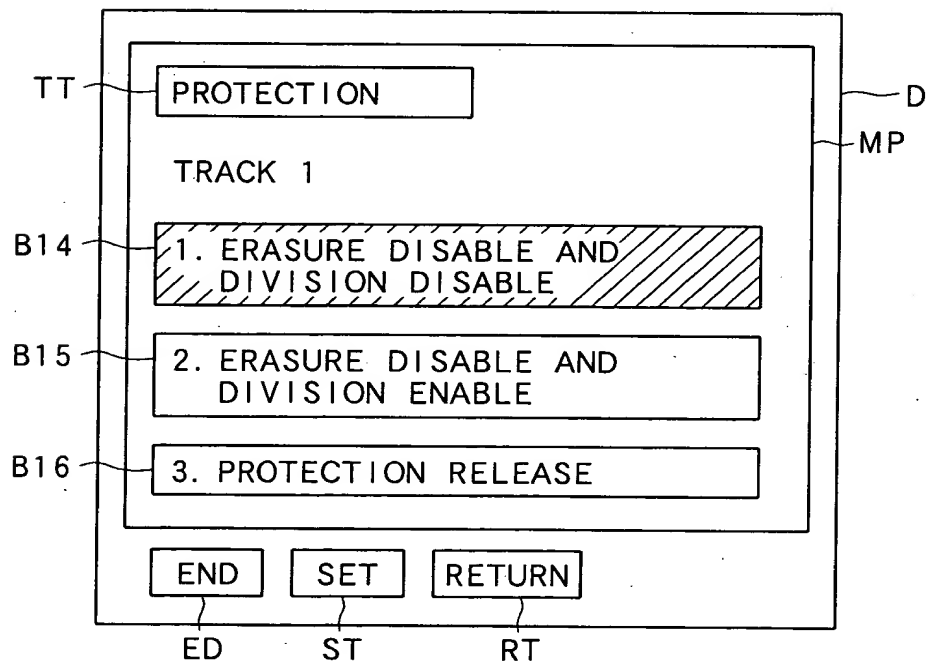 TT
PROTECTION
D
MP
TRACK 1
B14
1. ERASURE DISABLE AND
DIVISION DISABLE
B15
2. ERASURE DISABLE AND
DIVISION ENABLE
B16
3. PROTECTION RELEASE
END SET RETURN
ED ST RT